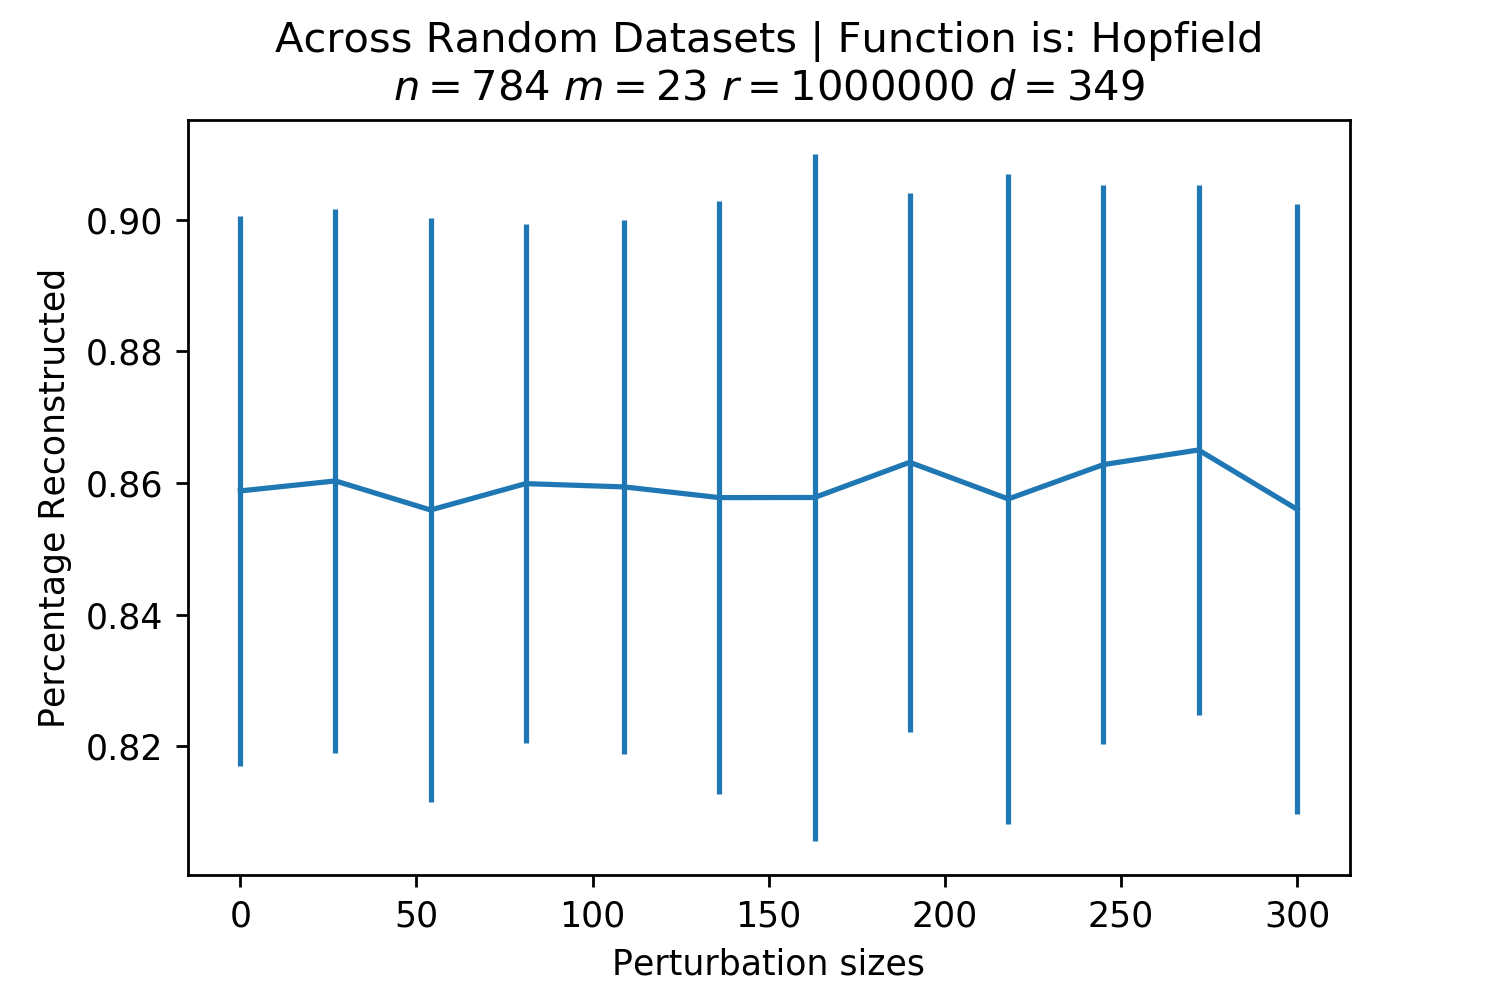 Across Random Datasets | Function is: Hopfield
n = 784 m = 23 r = 1000000 d = 349
0.90
0.88
0.86
0.84
0.82
Percentage Reconstructed
0 50 100 150 200 250 300
Perturbation sizes